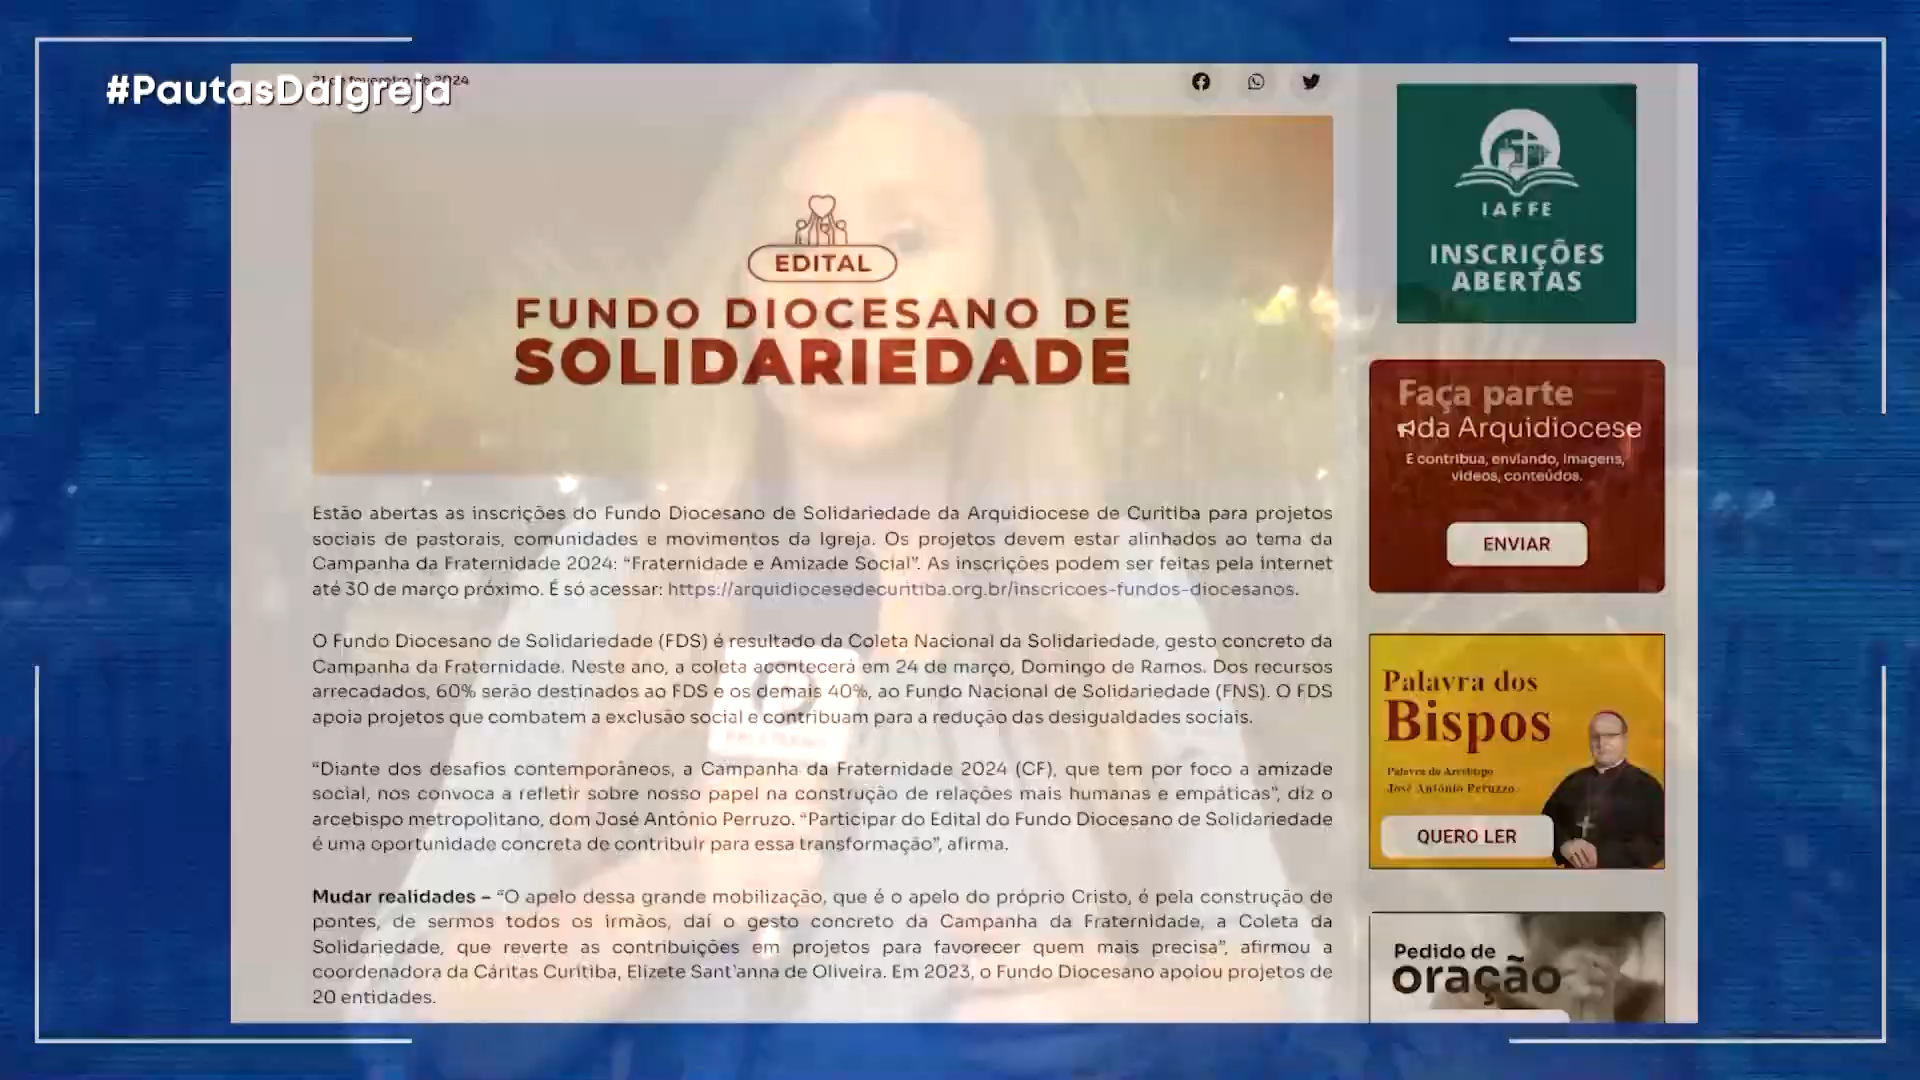 #PautasDaIgreja
21 de fevereiro de 2024
EDITAL
FUNDO DIOCESANO DE
SOLIDARIEDADE
Estão abertas as inscrições do Fundo Diocesano de Solidariedade da Arquidiocese de Curitiba para projetos
sociais de pastorais, comunidades e movimentos da Igreja. Os projetos devem estar alinhados ao tema da
Campanha da Fraternidade 2024: “Fraternidade e Amizade Social”. As inscrições podem ser feitas pela internet
até 30 de março próximo. É só acessar: https://arquidiocesedecuritiba.org.br/inscricoes-fundos-diocesanos.
O Fundo Diocesano de Solidariedade (FDS) é resultado da Coleta Nacional da Solidariedade, gesto concreto da
Campanha da Fraternidade. Neste ano, a coleta acontecerá em 24 de março, Domingo de Ramos. Dos recursos
arrecadados, 60% serão destinados ao FDS e os demais 40%, ao Fundo Nacional de Solidariedade (FNS). O FDS
apoia projetos que combatem a exclusão social e contribuam para a redução das desigualdades sociais.
“Diante dos desafios contemporâneos, a Campanha da Fraternidade 2024 (CF), que tem por foco a amizade
social, nos convoca a refletir sobre nosso papel na construção de relações mais humanas e empáticas”, diz o
arcebispo metropolitano, dom José Antônio Perruzo. “Participar do Edital do Fundo Diocesano de Solidariedade
é uma oportunidade concreta de contribuir para essa transformação”, afirma.
Mudar realidades – “O apelo dessa grande mobilização, que é o apelo do próprio Cristo, é pela construção de
pontes, de sermos todos os irmãos, daí o gesto concreto da Campanha da Fraternidade, a Coleta da
Solidariedade, que reverte as contribuições em projetos para favorecer quem mais precisa”, afirmou a
coordenadora da Cáritas Curitiba, Elizete Sant’anna de Oliveira. Em 2023, o Fundo Diocesano apoiou projetos de
20 entidades.
IAFFE
INSCRIÇÕES
ABERTAS
Faça parte
da Arquidiocese
E contribua, enviando, imagens,
vídeos, conteúdos.
ENVIAR
Palavra dos
Bispos
Palavra do Arcebispo
José Antônio Peruzzo
QUERO LER
Pedido de
oração